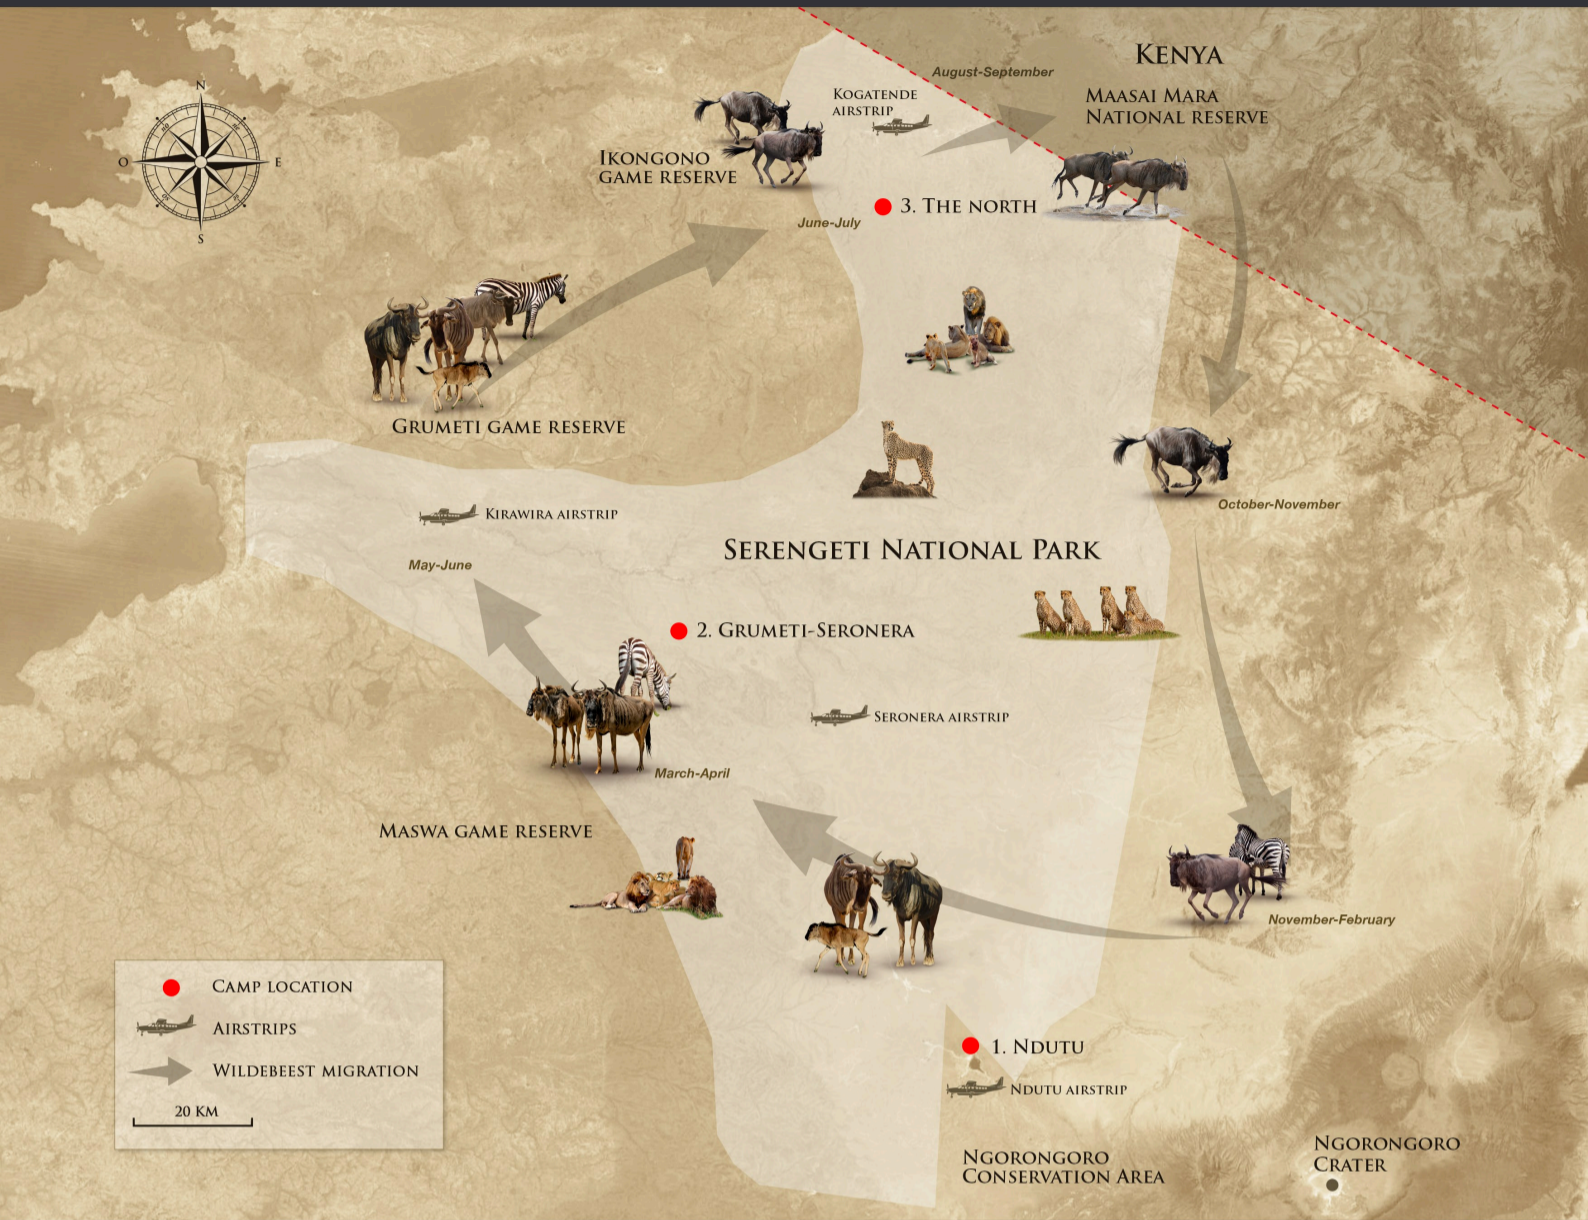 Kenya
August-September
Kogatende
airstrip
Maasai Mara
National reserve
N
O
E
S
Ikongono
game reserve
3. The north
June-July
Grumeti game reserve
October-November
Kirawira airstrip
Serengeti National Park
May-June
2. Grumeti-Seronera
Seronera airstrip
March-April
Maswa game reserve
November-February
Camp location
Airstrips
Wildebeest migration
20 km
1. Ndutu
Ndutu airstrip
Ngorongoro
Conservation Area
Ngorongoro
Crater